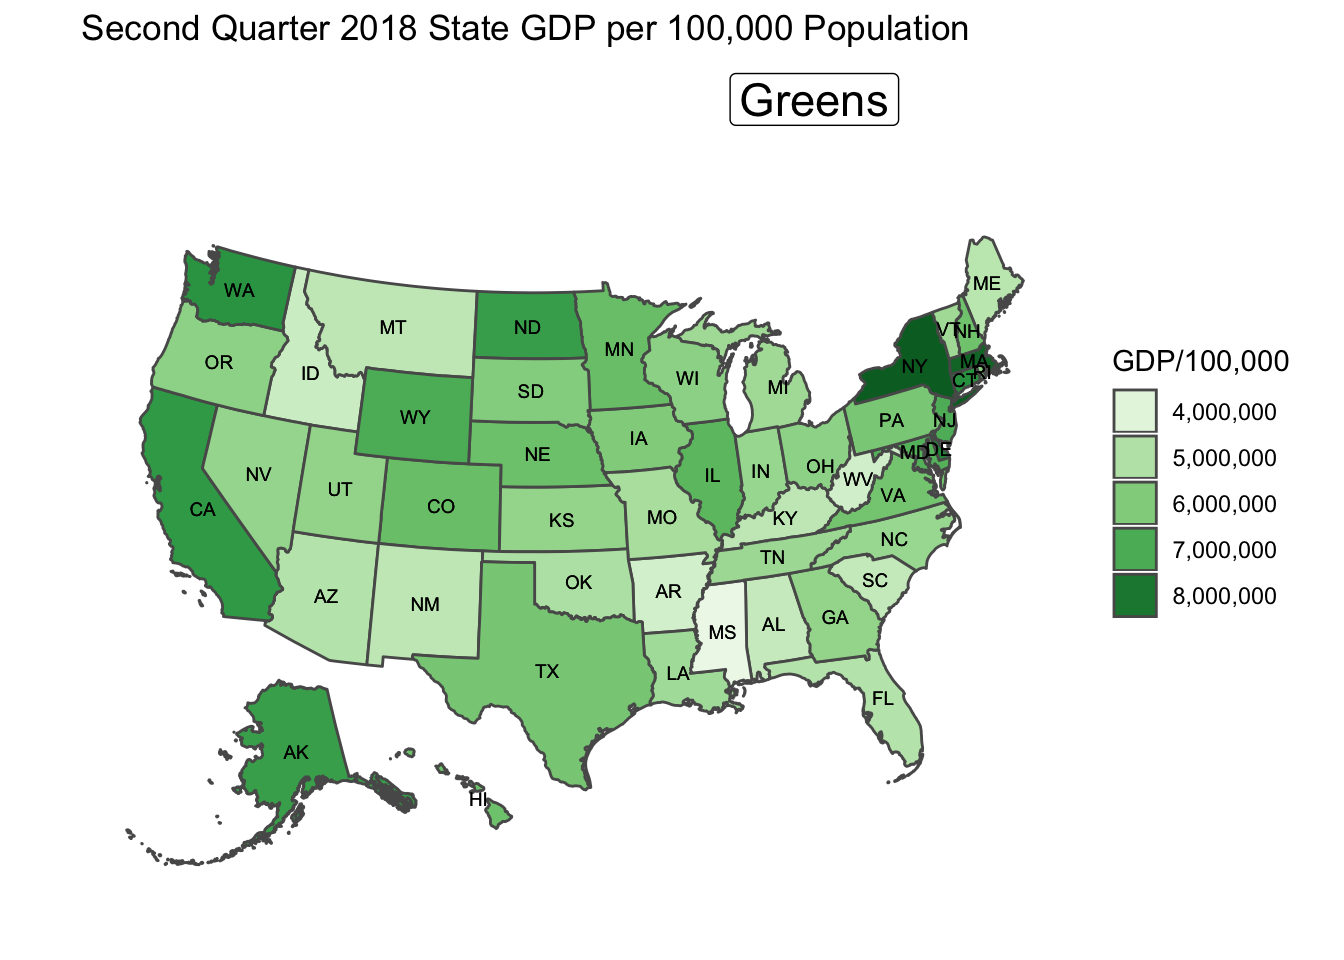 Second Quarter 2018 State GDP per 100,000 Population
Greens
WA
MT
ND
ME
OR
ID
MN
VT
NH
SD
WI
MI
NY
MA
CT
RI
WY
IA
PA
NJ
NV
UT
CO
NE
IL
IN
OH
WV
MD
DE
VA
CA
KS
MO
KY
NC
AZ
NM
OK
AR
TN
SC
MS
AL
GA
TX
LA
FL
AK
HI
GDP/100,000
4,000,000
5,000,000
6,000,000
7,000,000
8,000,000